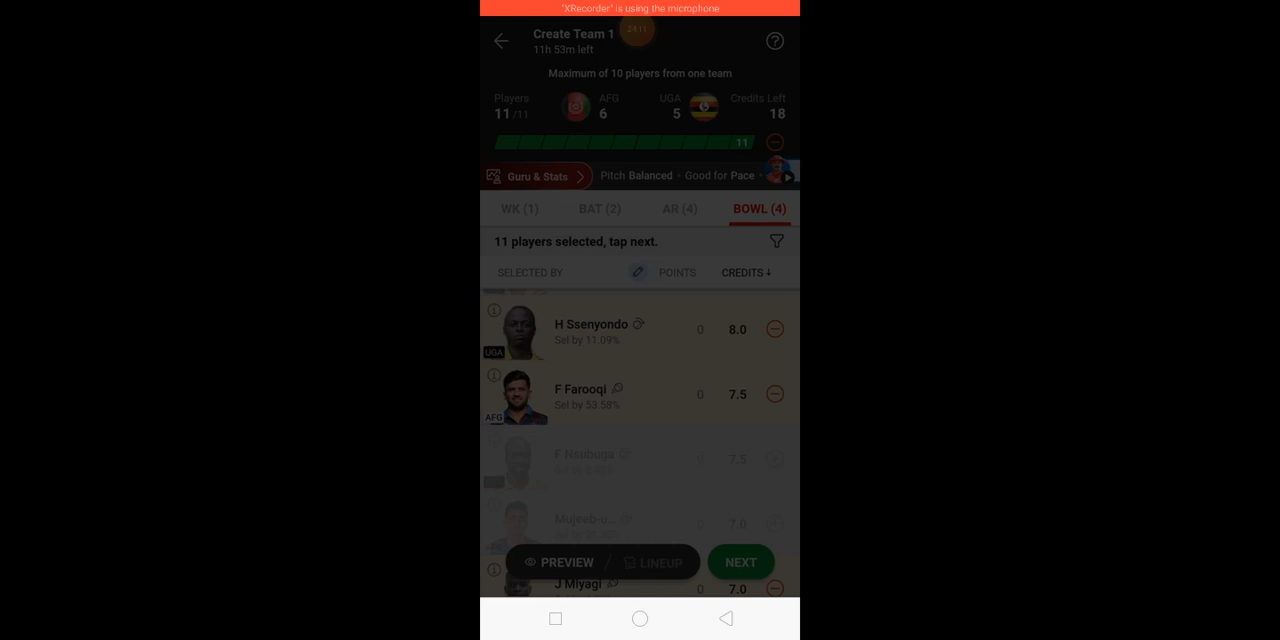 "XRecorder" is using the microphone
Create Team 1
24:11
11h 53m left
Maximum of 10 players from one team
Players AFG UGA Credits Left
11/11 6 5 18
11
Guru & Stats Pitch Balanced • Good for Pace •
WK (1) BAT (2) AR (4) BOWL (4)
11 players selected, tap next.
SELECTED BY POINTS CREDITS↓
H Ssenyondo 0 8.0
Sel by 11.09%
UGA
F Farooqi 0 7.5
Sel by 53.58%
AFG
F Nsubuga 0 7.5
Mujeeb-u... 0 7.0
PREVIEW / LINEUP NEXT
J Miyagi 7.0